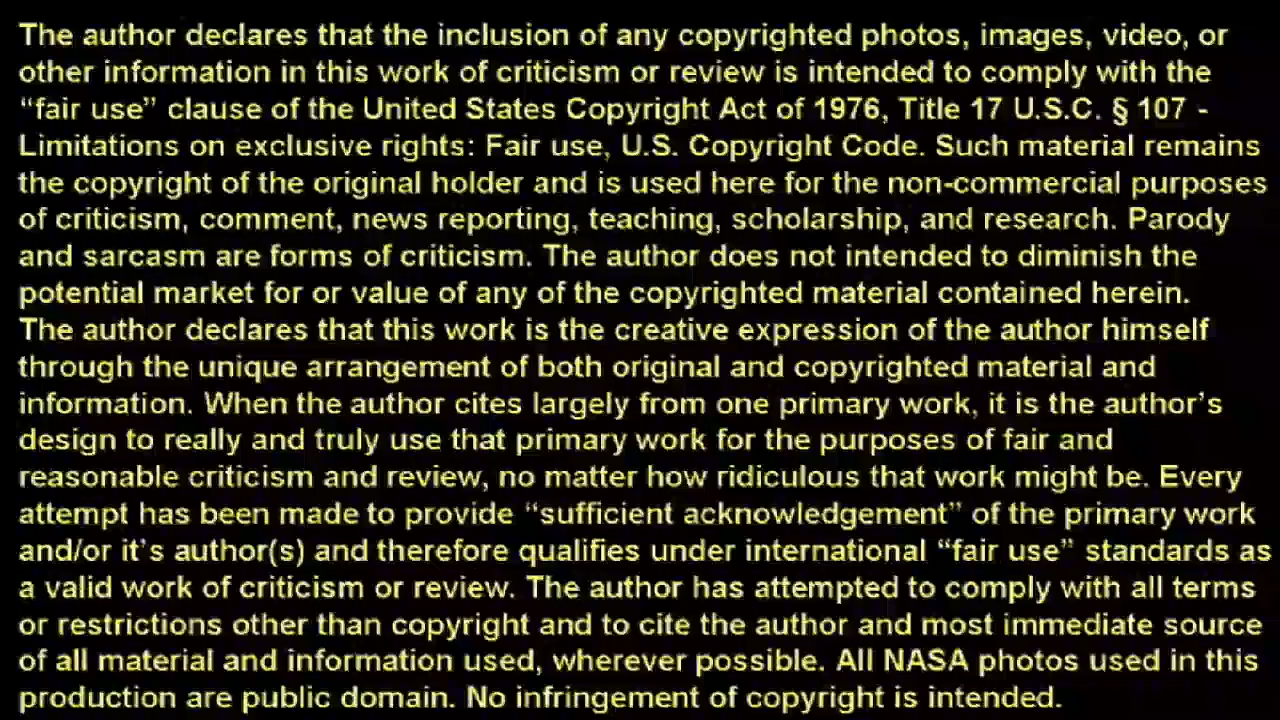 The author declares that the inclusion of any copyrighted photos, images, video, or
other information in this work of criticism or review is intended to comply with the
“fair use” clause of the United States Copyright Act of 1976, Title 17 U.S.C. § 107 -
Limitations on exclusive rights: Fair use, U.S. Copyright Code. Such material remains
the copyright of the original holder and is used here for the non-commercial purposes
of criticism, comment, news reporting, teaching, scholarship, and research. Parody
and sarcasm are forms of criticism. The author does not intended to diminish the
potential market for or value of any of the copyrighted material contained herein.
The author declares that this work is the creative expression of the author himself
through the unique arrangement of both original and copyrighted material and
information. When the author cites largely from one primary work, it is the author’s
design to really and truly use that primary work for the purposes of fair and
reasonable criticism and review, no matter how ridiculous that work might be. Every
attempt has been made to provide “sufficient acknowledgement” of the primary work
and/or it’s author(s) and therefore qualifies under international “fair use” standards as
a valid work of criticism or review. The author has attempted to comply with all terms
or restrictions other than copyright and to cite the author and most immediate source
of all material and information used, wherever possible. All NASA photos used in this
production are public domain. No infringement of copyright is intended.